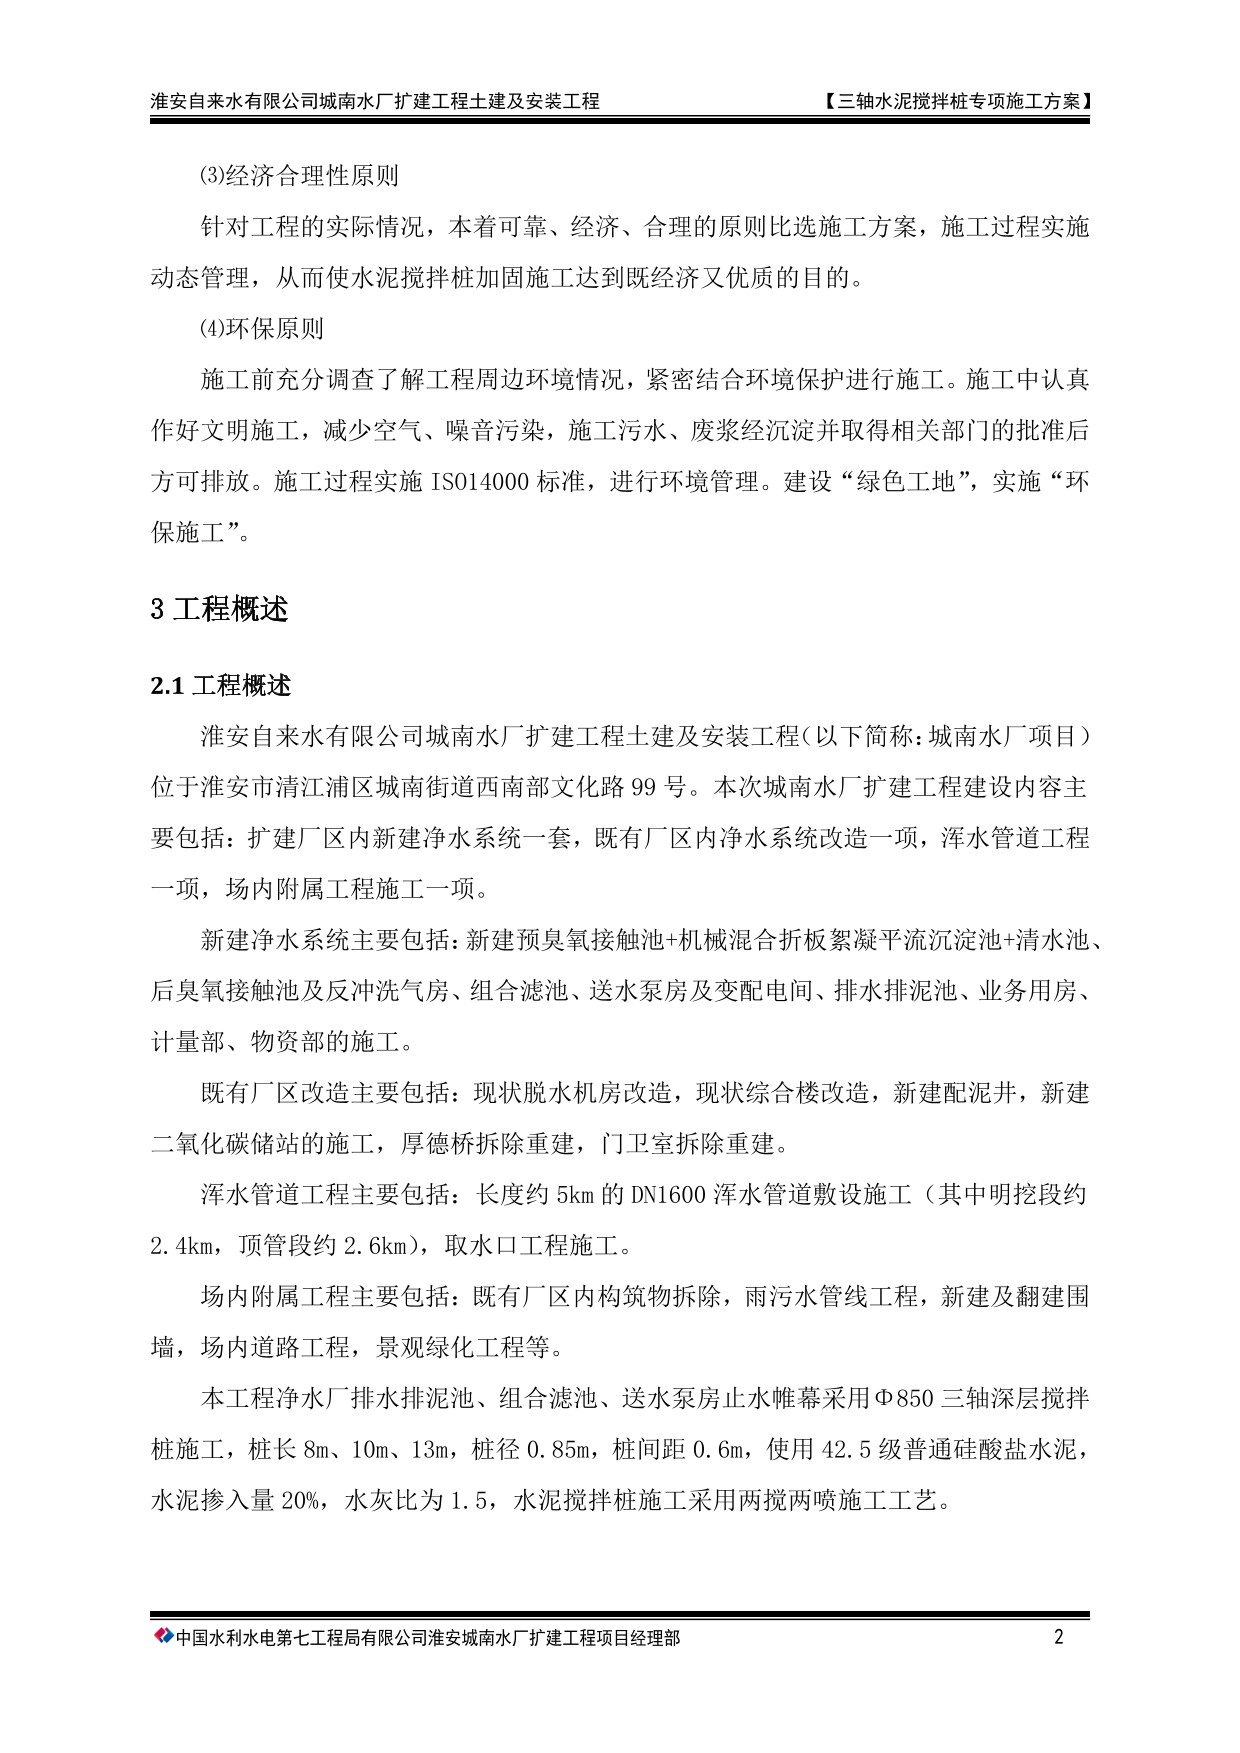 淮安自来水有限公司城南水厂扩建工程土建及安装工程 【三轴水泥搅拌桩专项施工方案】
⑶经济合理性原则
针对工程的实际情况，本着可靠、经济、合理的原则比选施工方案，施工过程实施
动态管理，从而使水泥搅拌桩加固施工达到既经济又优质的目的。
⑷环保原则
施工前充分调查了解工程周边环境情况，紧密结合环境保护进行施工。施工中认真
作好文明施工，减少空气、噪音污染，施工污水、废浆经沉淀并取得相关部门的批准后
方可排放。施工过程实施 ISO14000 标准，进行环境管理。建设“绿色工地”，实施“环
保施工”。
3 工程概述
2.1 工程概述
淮安自来水有限公司城南水厂扩建工程土建及安装工程（以下简称：城南水厂项目）
位于淮安市清江浦区城南街道西南部文化路 99 号。本次城南水厂扩建工程建设内容主
要包括：扩建厂区内新建净水系统一套，既有厂区内净水系统改造一项，浑水管道工程
一项，场内附属工程施工一项。
新建净水系统主要包括：新建预臭氧接触池+机械混合折板絮凝平流沉淀池+清水池、
后臭氧接触池及反冲洗气房、组合滤池、送水泵房及变配电间、排水排泥池、业务用房、
计量部、物资部的施工。
既有厂区改造主要包括：现状脱水机房改造，现状综合楼改造，新建配泥井，新建
二氧化碳储站的施工，厚德桥拆除重建，门卫室拆除重建。
浑水管道工程主要包括：长度约 5km 的 DN1600 浑水管道敷设施工（其中明挖段约
2.4km，顶管段约 2.6km），取水口工程施工。
场内附属工程主要包括：既有厂区内构筑物拆除，雨污水管线工程，新建及翻建围
墙，场内道路工程，景观绿化工程等。
本工程净水厂排水排泥池、组合滤池、送水泵房止水帷幕采用Φ850 三轴深层搅拌
桩施工，桩长 8m、10m、13m，桩径 0.85m，桩间距 0.6m，使用 42.5 级普通硅酸盐水泥，
水泥掺入量 20%，水灰比为 1.5，水泥搅拌桩施工采用两搅两喷施工工艺。
中国水利水电第七工程局有限公司淮安城南水厂扩建工程项目经理部 2